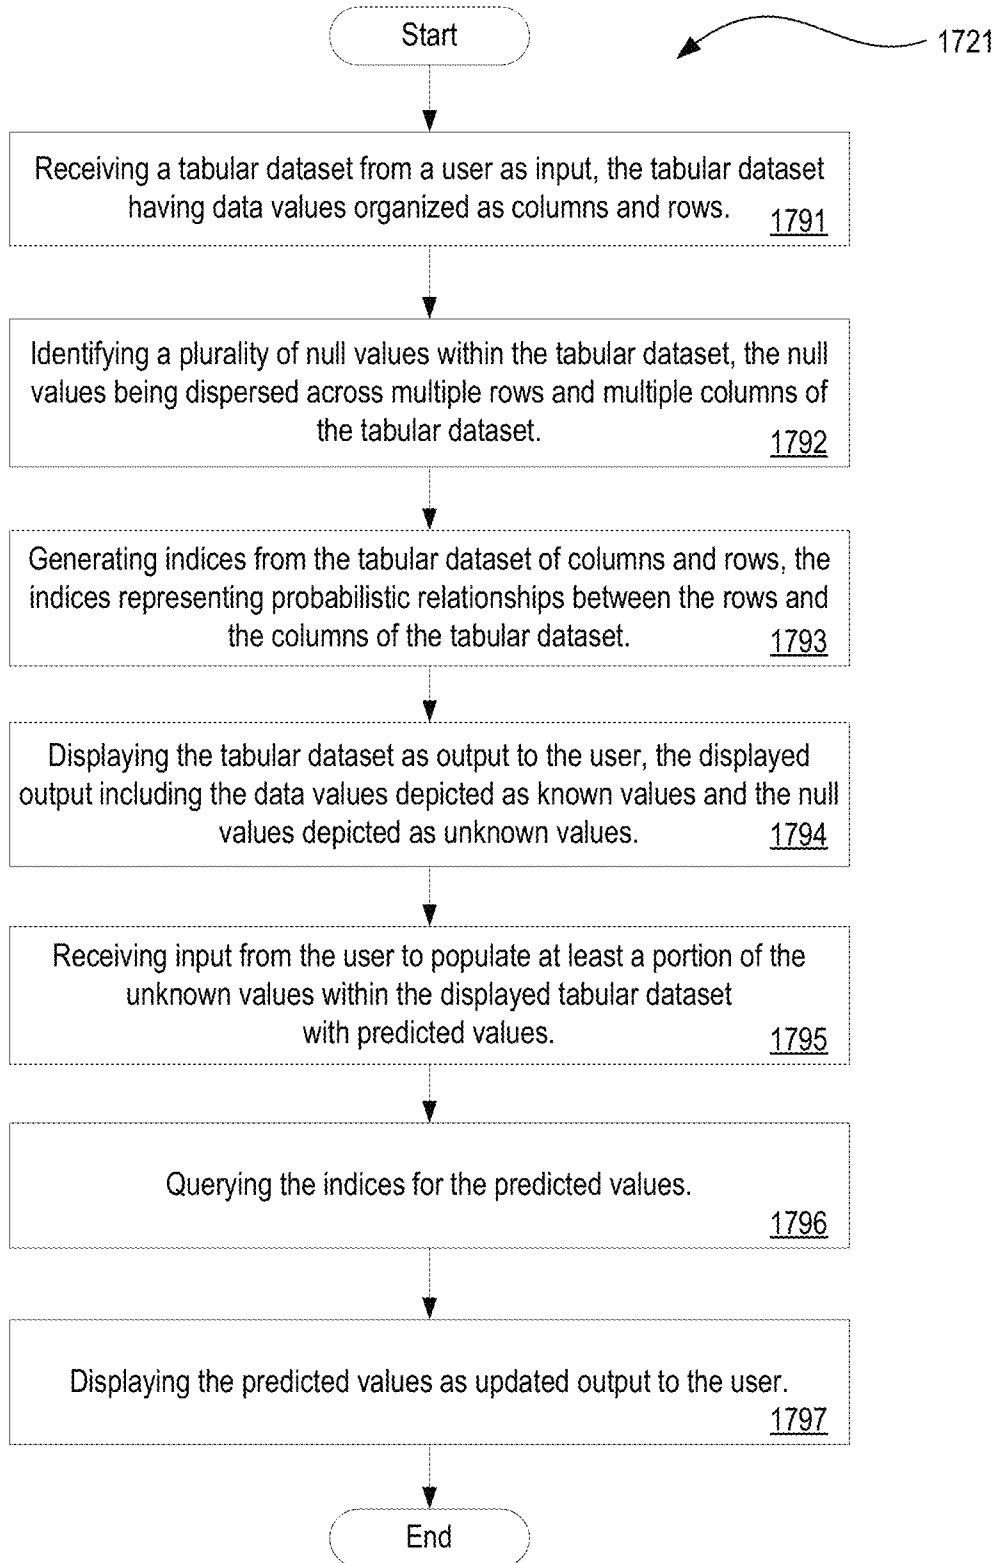 Start
1721
Receiving a tabular dataset from a user as input, the tabular dataset
having data values organized as columns and rows.
1791
Identifying a plurality of null values within the tabular dataset, the null
values being dispersed across multiple rows and multiple columns of
the tabular dataset.
1792
Generating indices from the tabular dataset of columns and rows, the
indices representing probabilistic relationships between the rows and
the columns of the tabular dataset.
1793
Displaying the tabular dataset as output to the user, the displayed
output including the data values depicted as known values and the null
values depicted as unknown values.
1794
Receiving input from the user to populate at least a portion of the
unknown values within the displayed tabular dataset
with predicted values.
1795
Querying the indices for the predicted values.
1796
Displaying the predicted values as updated output to the user.
1797
End